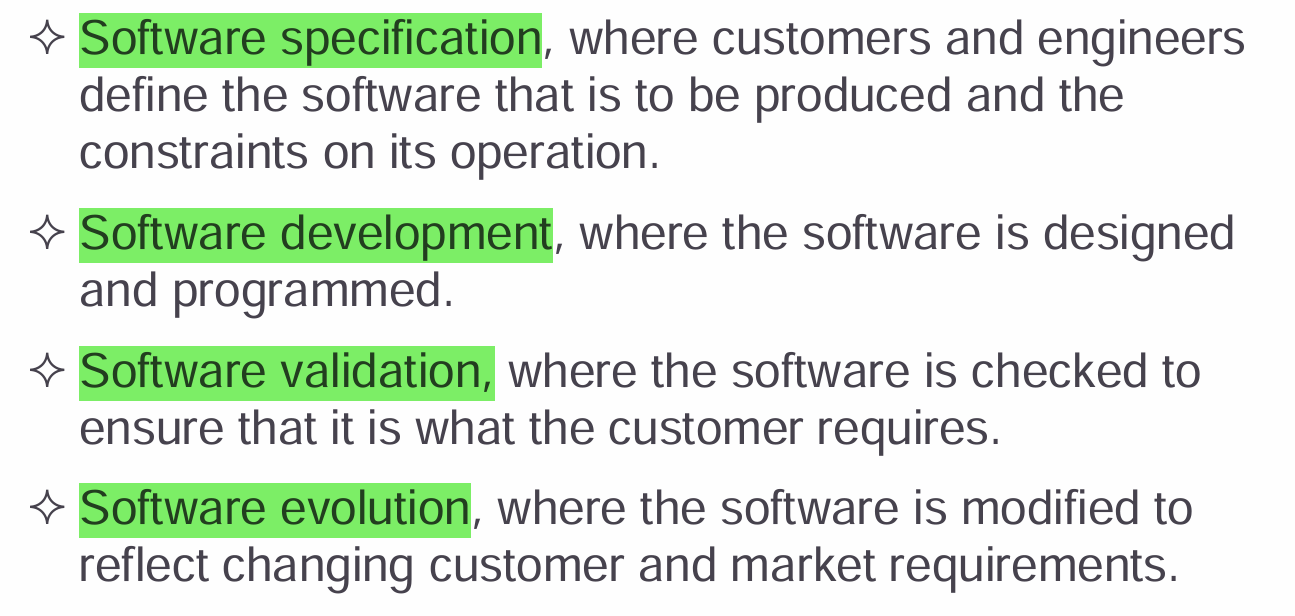 ✧ Software specification, where customers and engineers
define the software that is to be produced and the
constraints on its operation.
✧ Software development, where the software is designed
and programmed.
✧ Software validation, where the software is checked to
ensure that it is what the customer requires.
✧ Software evolution, where the software is modified to
reflect changing customer and market requirements.